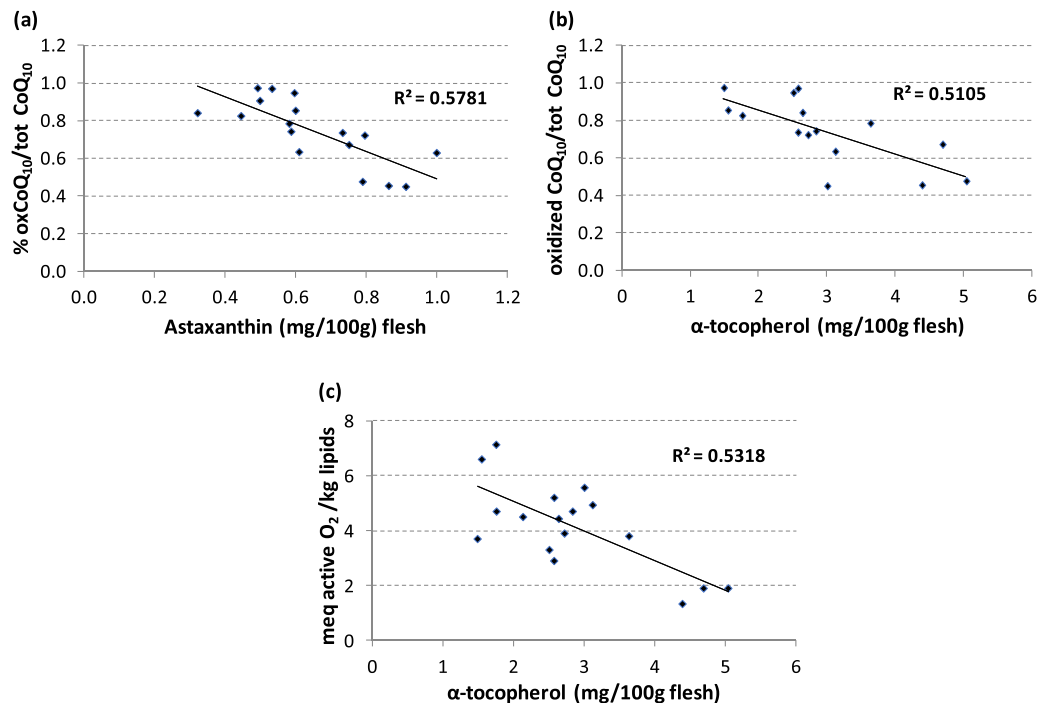 (a)
% oxCoQ10/tot CoQ10
1.2
1.0
0.8
0.6
0.4
0.2
0.0
R² = 0.5781
0.0 0.2 0.4 0.6 0.8 1.0 1.2
Astaxanthin (mg/100g) flesh
(b)
oxidized CoQ10/tot CoQ10
1.2
1.0
0.8
0.6
0.4
0.2
0.0
R² = 0.5105
0 1 2 3 4 5 6
α-tocopherol (mg/100g flesh)
(c)
meq active O2 /kg lipids
8
6
4
2
0
R² = 0.5318
0 1 2 3 4 5 6
α-tocopherol (mg/100g flesh)